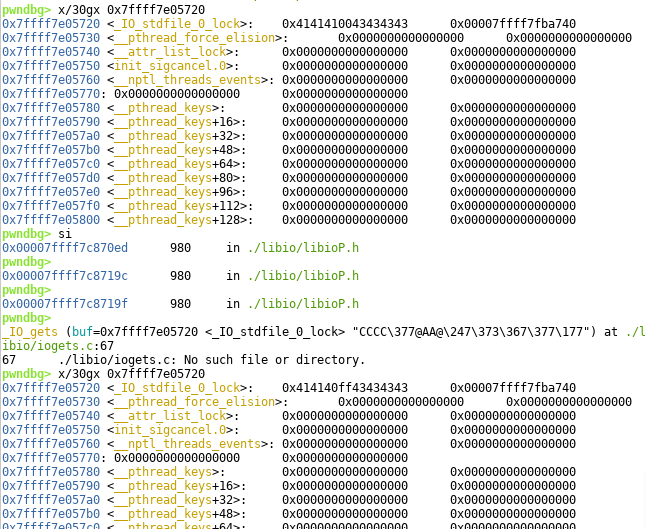 pwndbg> x/30gx 0x7ffff7e05720
0x7ffff7e05720 <_IO_stdfile_0_lock>:    0x4141410043434343      0x00007ffff7fba740
0x7ffff7e05730 <__pthread_force_elision>:       0x0000000000000000      0x0000000000000000
0x7ffff7e05740 <__attr_list_lock>:      0x0000000000000000      0x0000000000000000
0x7ffff7e05750 <init_sigcancel.0>:      0x0000000000000000      0x0000000000000000
0x7ffff7e05760 <__nptl_threads_events>: 0x0000000000000000      0x0000000000000000
0x7ffff7e05770: 0x0000000000000000      0x0000000000000000
0x7ffff7e05780 <__pthread_keys>:        0x0000000000000000      0x0000000000000000
0x7ffff7e05790 <__pthread_keys+16>:     0x0000000000000000      0x0000000000000000
0x7ffff7e057a0 <__pthread_keys+32>:     0x0000000000000000      0x0000000000000000
0x7ffff7e057b0 <__pthread_keys+48>:     0x0000000000000000      0x0000000000000000
0x7ffff7e057c0 <__pthread_keys+64>:     0x0000000000000000      0x0000000000000000
0x7ffff7e057d0 <__pthread_keys+80>:     0x0000000000000000      0x0000000000000000
0x7ffff7e057e0 <__pthread_keys+96>:     0x0000000000000000      0x0000000000000000
0x7ffff7e057f0 <__pthread_keys+112>:    0x0000000000000000      0x0000000000000000
0x7ffff7e05800 <__pthread_keys+128>:    0x0000000000000000      0x0000000000000000
pwndbg> si
0x00007ffff7c870ed      980     in ./libio/libioP.h
pwndbg>
0x00007ffff7c8719c      980     in ./libio/libioP.h
pwndbg>
0x00007ffff7c8719f      980     in ./libio/libioP.h
pwndbg>
_IO_gets (buf=0x7ffff7e05720 <_IO_stdfile_0_lock> "CCCC\377@AA@\247\373\367\377\177") at ./l
ibio/iogets.c:67
67      ./libio/iogets.c: No such file or directory.
pwndbg> x/30gx 0x7ffff7e05720
0x7ffff7e05720 <_IO_stdfile_0_lock>:    0x414140ff43434343      0x00007ffff7fba740
0x7ffff7e05730 <__pthread_force_elision>:       0x0000000000000000      0x0000000000000000
0x7ffff7e05740 <__attr_list_lock>:      0x0000000000000000      0x0000000000000000
0x7ffff7e05750 <init_sigcancel.0>:      0x0000000000000000      0x0000000000000000
0x7ffff7e05760 <__nptl_threads_events>: 0x0000000000000000      0x0000000000000000
0x7ffff7e05770: 0x0000000000000000      0x0000000000000000
0x7ffff7e05780 <__pthread_keys>:        0x0000000000000000      0x0000000000000000
0x7ffff7e05790 <__pthread_keys+16>:     0x0000000000000000      0x0000000000000000
0x7ffff7e057a0 <__pthread_keys+32>:     0x0000000000000000      0x0000000000000000
0x7ffff7e057b0 <__pthread_keys+48>:     0x0000000000000000      0x0000000000000000
0x7ffff7e057c0 <__pthread_keys+64>:     0x0000000000000000      0x0000000000000000